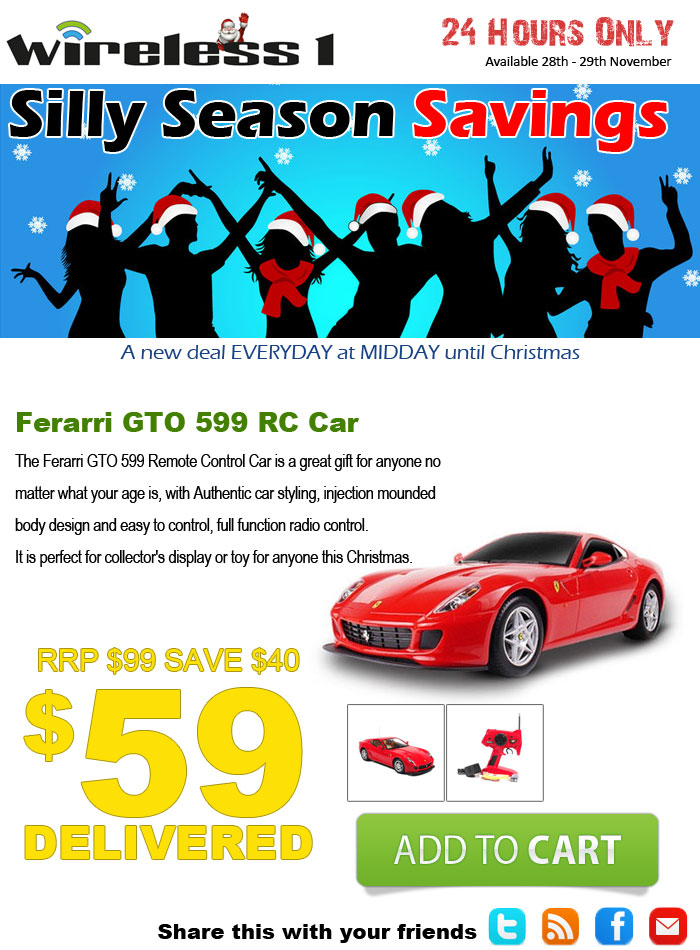 wireless 1
24 HOURS ONLY
Available 28th - 29th November
Silly Season Savings
A new deal EVERYDAY at MIDDAY until Christmas
Ferarri GTO 599 RC Car
The Ferarri GTO 599 Remote Control Car is a great gift for anyone no
matter what your age is, with Authentic car styling, injection mounded
body design and easy to control, full function radio control.
It is perfect for collector's display or toy for anyone this Christmas.
RRP $99 SAVE $40
$59
DELIVERED
ADD TO CART
Share this with your friends